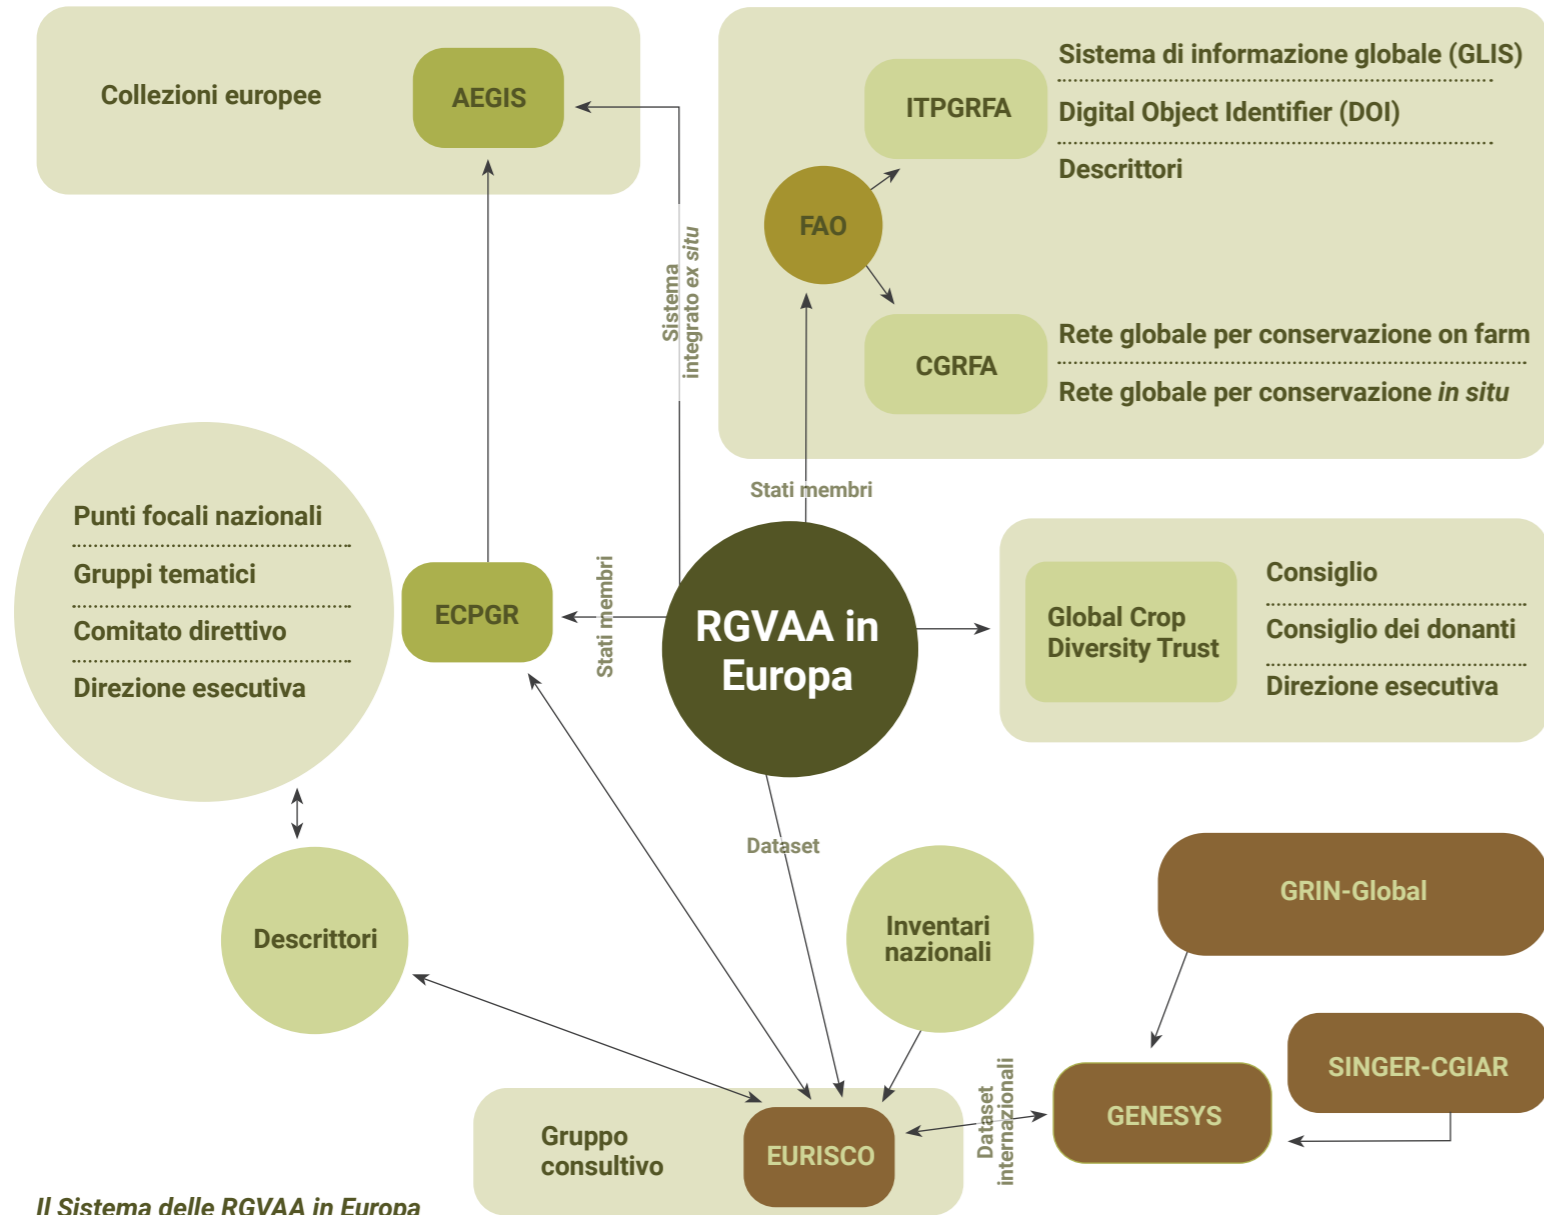 Collezioni europee
AEGIS
Sistema di informazione globale (GLIS)
ITPGRFA
Digital Object Identifier (DOI)
Descrittori
FAO
Sistema
integrato ex situ
Rete globale per conservazione on farm
CGRFA
Rete globale per conservazione in situ
Stati membri
Punti focali nazionali
Gruppi tematici
Comitato direttivo
Direzione esecutiva
ECPGR
Stati membri
RGVAA in
Europa
Global Crop
Diversity Trust
Consiglio
Consiglio dei donanti
Direzione esecutiva
Dataset
Descrittori
Inventari
nazionali
GRIN-Global
SINGER-CGIAR
GENESYS
Dataset
internazionali
Gruppo
consultivo
EURISCO
Il Sistema delle RGVAA in Europa